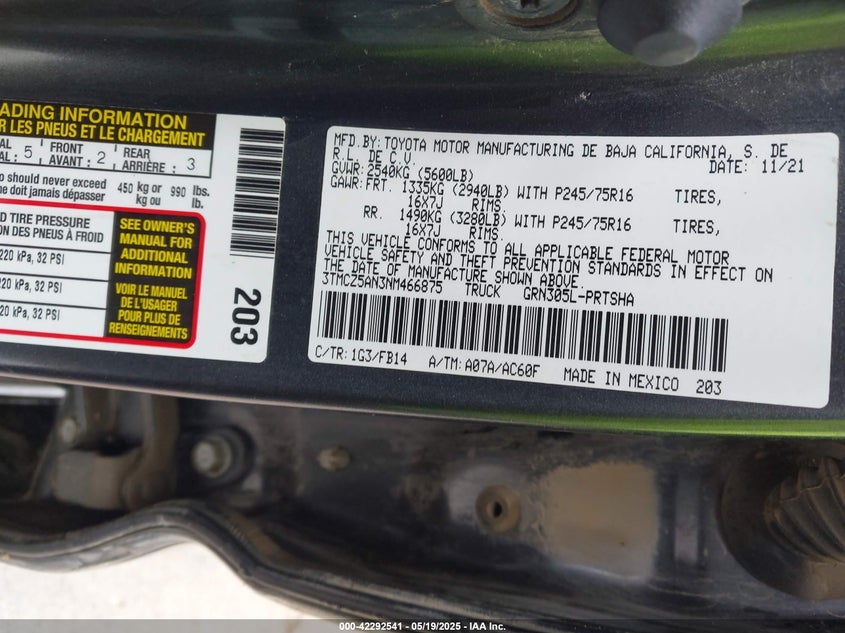 ADING INFORMATION
R LES PNEUS ET LE CHARGEMENT
AL 5 FRONT 2 REAR 3
AL: AVANT: ARRIÈRE:
o should never exceed 450 kg or 990 lbs.
ne doit jamais dépasser kg ou lb.
D TIRE PRESSURE
ON DES PNEUS À FROID
220 kPa, 32 PSI
220 kPa, 32 PSI
20 kPa, 32 PSI
SEE OWNER'S
MANUAL FOR
ADDITIONAL
INFORMATION
VOIR LE MANUEL
DE L'USAGER
POUR PLUS DE
RENSEIGNEMENTS
203
MFD.BY:TOYOTA MOTOR MANUFACTURING DE BAJA CALIFORNIA, S. DE
R.L. DE C.V. DATE: 11/21
GVWR:2540KG (5600LB)
GAWR:FRT. 1335KG (2940LB) WITH P245/75R16 TIRES,
16X7J RIMS.
RR. 1490KG (3280LB) WITH P245/75R16 TIRES,
16X7J RIMS.
THIS VEHICLE CONFORMS TO ALL APPLICABLE FEDERAL MOTOR
VEHICLE SAFETY AND THEFT PREVENTION STANDARDS IN EFFECT ON
THE DATE OF MANUFACTURE SHOWN ABOVE.
3TMCZ5AN3NM466875 TRUCK GRN305L-PRTSHA
C/TR:1G3/FB14 A/TM:A07A/AC60F MADE IN MEXICO 203
000-42292541 - 05/19/2025 - IAA Inc.